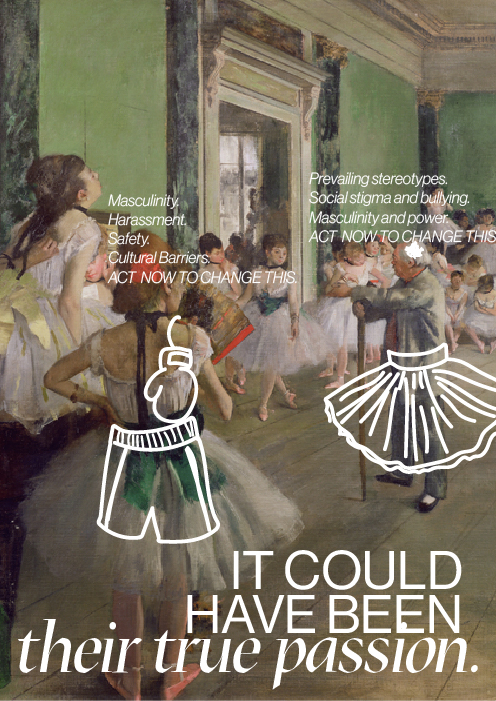 Prevailing stereotypes.
Social stigma and bullying.
Masculinity and power.
ACT NOW TO CHANGE THIS.
Masculinity.
Harassment.
Safety.
Cultural Barriers.
ACT NOW TO CHANGE THIS.
IT COULD
HAVE BEEN
their true passion.